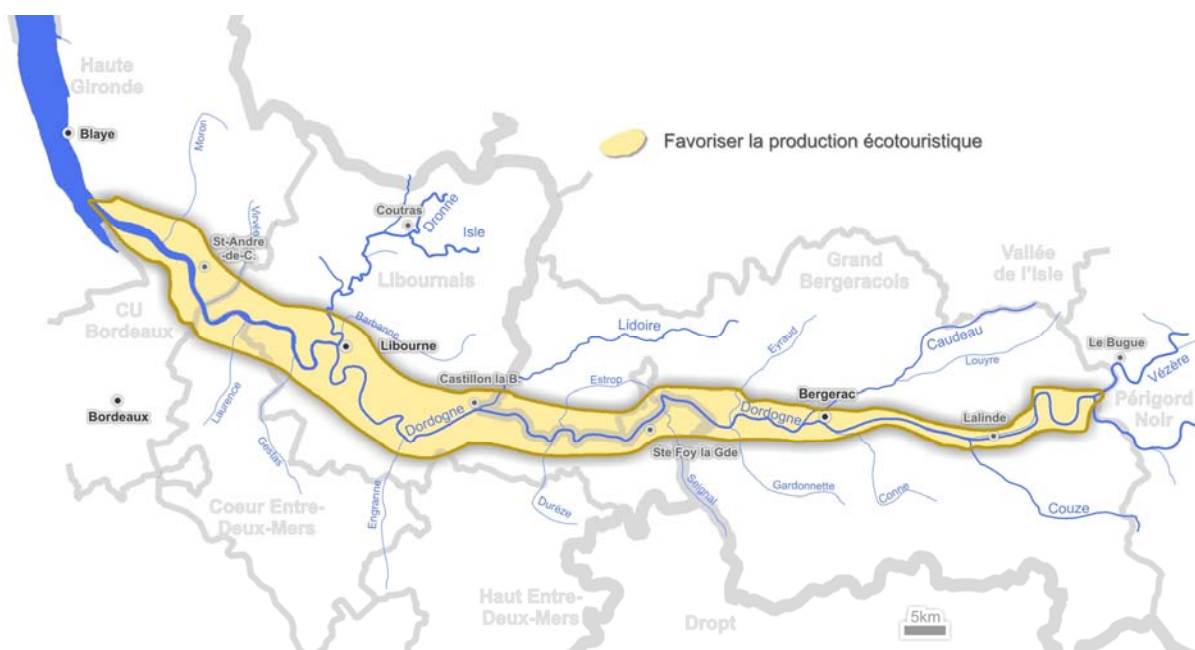 Haute
Gironde
Blaye
Moron
Favoriser la production écotouristique
Virvée
St-Andre
-de-C.
Coutras
Dronne
Isle
Libournais
Grand
Bergeracois
Vallée
de l'Isle
CU
Bordeaux
Barbanne
Libourne
Lidoire
Eyraud
Caudeau
Louyre
Le Bugue
Vézère
Castillon la B.
Estrop
Bergerac
Périgord
Noir
Bordeaux
Laurence
Gestas
Dordogne
Dordogne
Lalinde
Ste Foy la Gde
Engranne
Durèze
Seignal
Gardonnette
Conne
Couze
Coeur Entre-
Deux-Mers
Haut Entre-
Deux-Mers
Dropt
5km